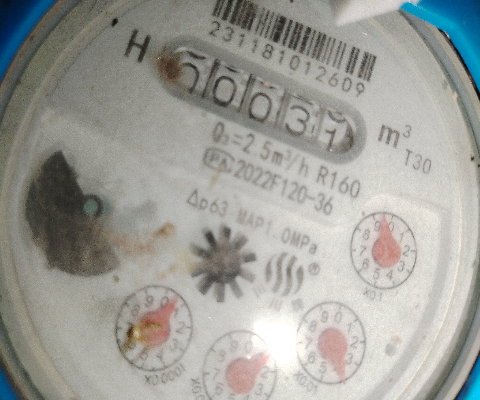 231181012609
H
00031 m³
T30
Q₃=2.5m³/h R160
PA 2022F120-36
Δp63 MAP1.0MPa
®
X0.1
X0.01
X0.0001